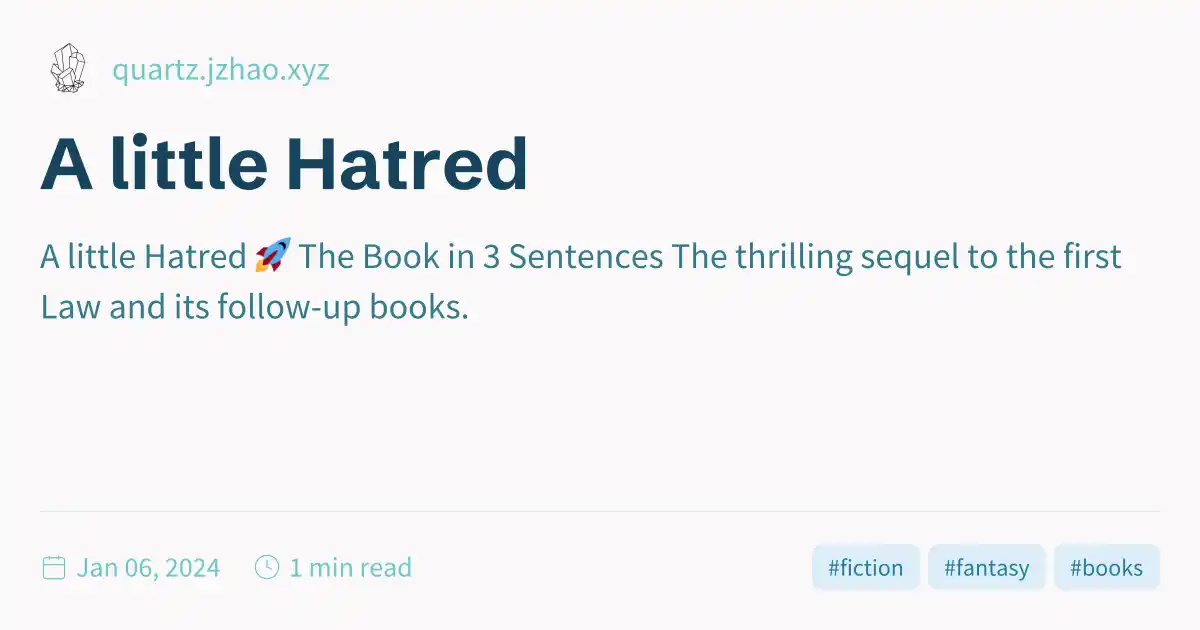 quartz.jzhao.xyz
A little Hatred
A little Hatred 🚀 The Book in 3 Sentences The thrilling sequel to the first
Law and its follow-up books.
Jan 06, 2024 1 min read #fiction #fantasy #books